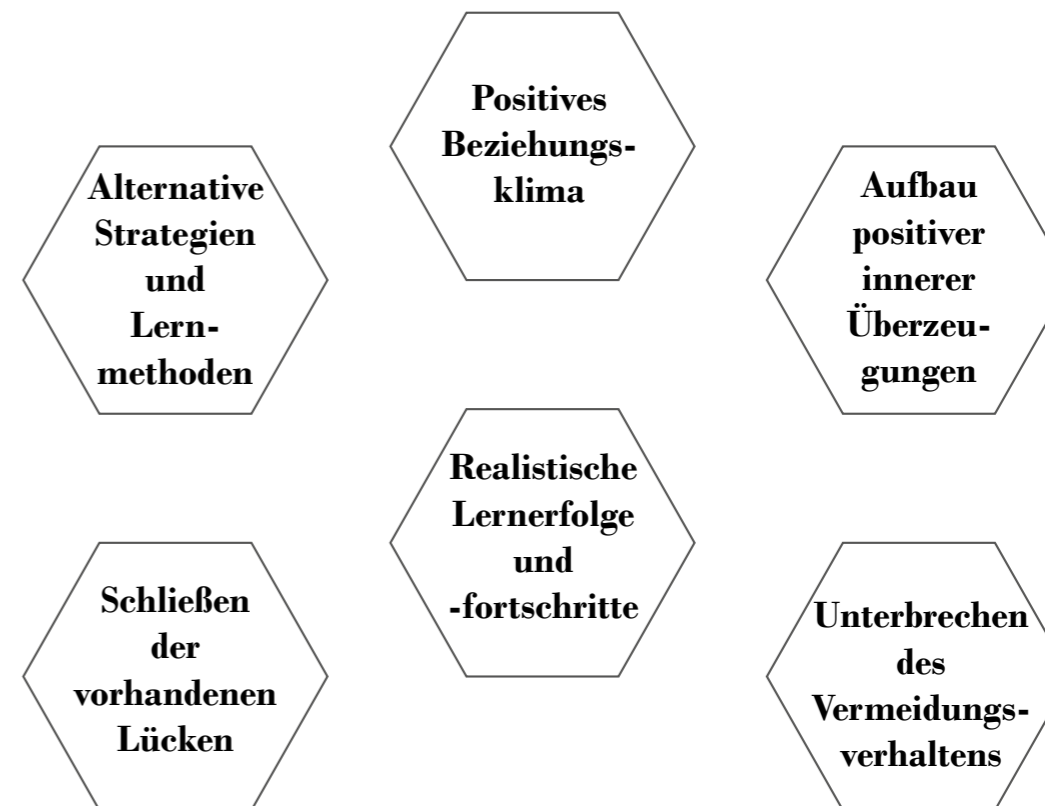 Positives
Beziehungs-
klima
Alternative
Strategien
und
Lern-
methoden
Aufbau
positiver
innerer
Überzeu-
gungen
Realistische
Lernerfolge
und
-fortschritte
Schließen
der
vorhandenen
Lücken
Unterbrechen
des
Vermeidungs-
verhaltens